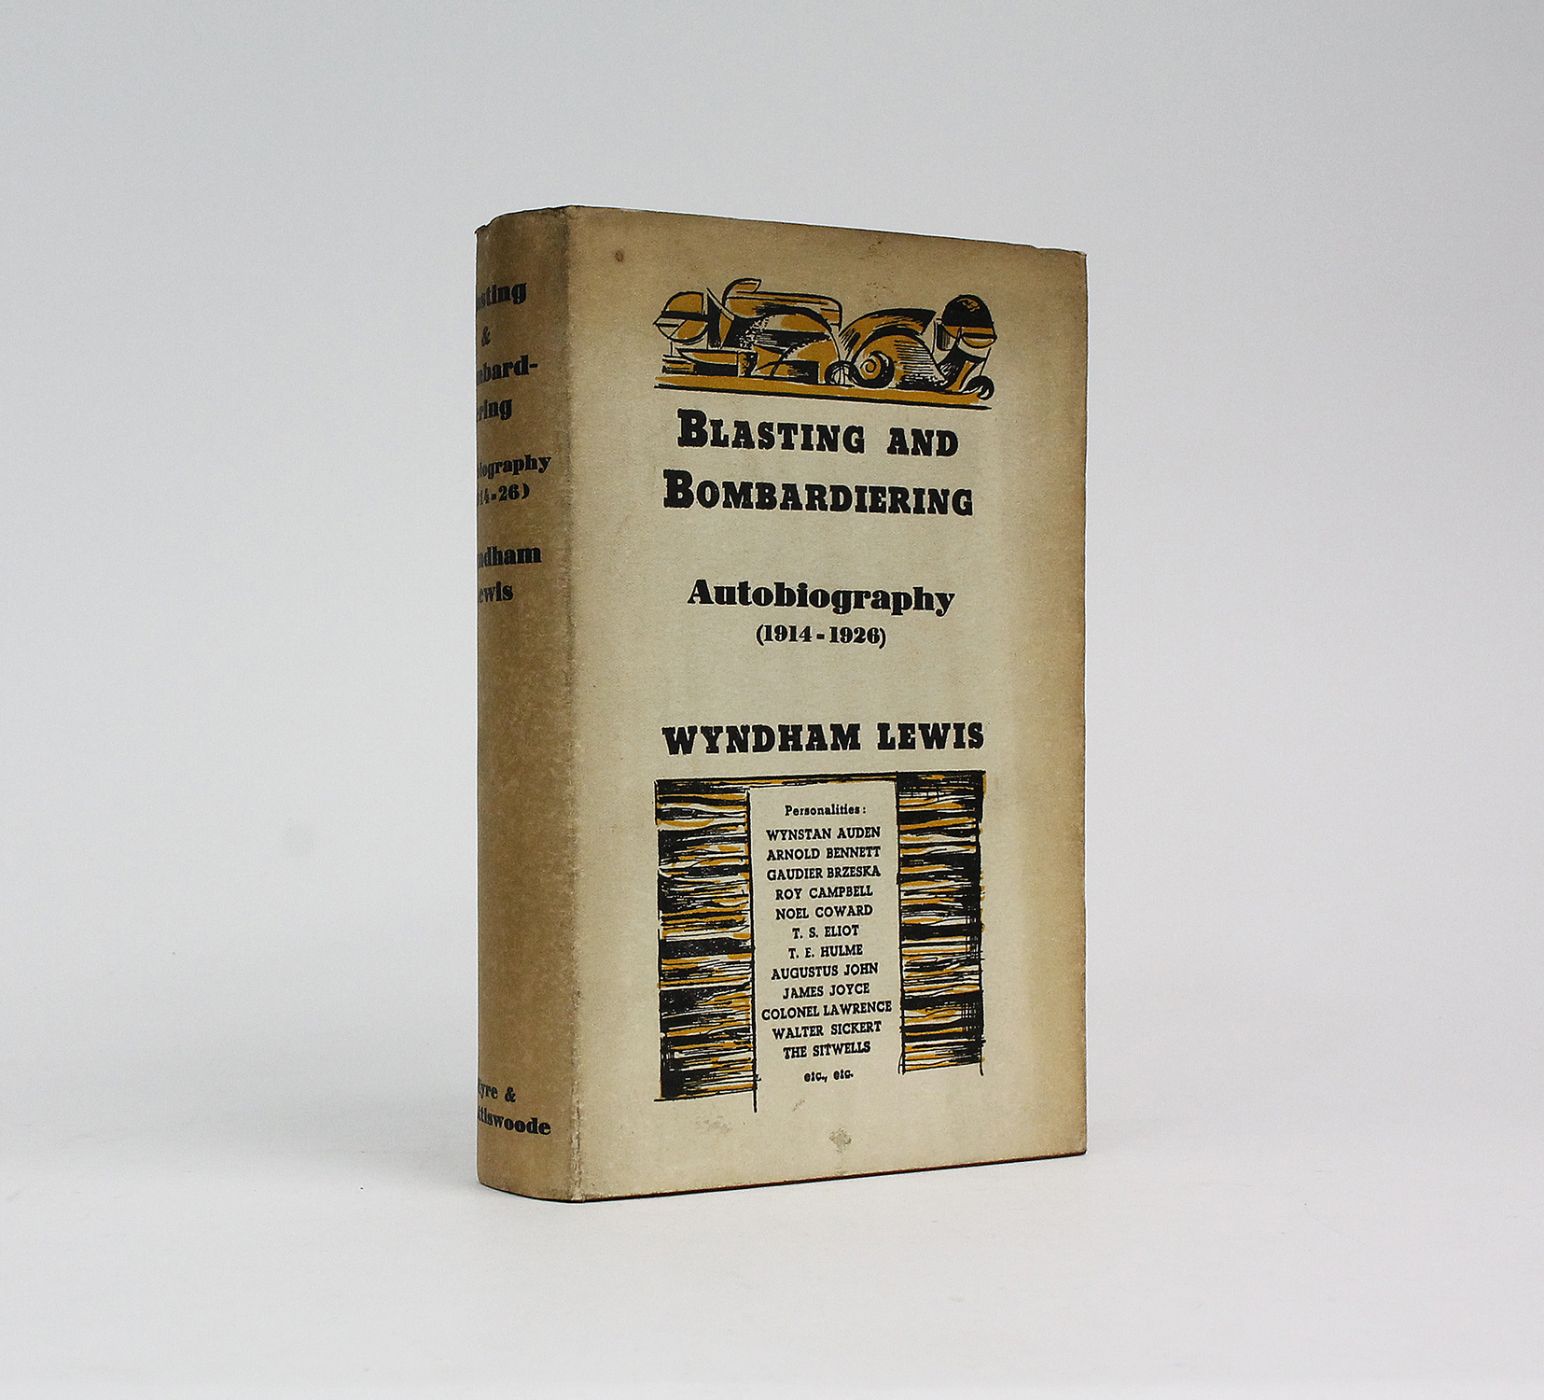 &
Lewis
BLASTING AND
BOMBARDIERING
Autobiography
(1914-1926)
WYNDHAM LEWIS
Personalities:
WYNSTAN AUDEN
ARNOLD BENNETT
GAUDIER BRZESKA
ROY CAMPBELL
NOEL COWARD
T. S. ELIOT
T. E. HULME
AUGUSTUS JOHN
JAMES JOYCE
COLONEL LAWRENCE
WALTER SICKERT
THE SITWELLS
etc., etc.